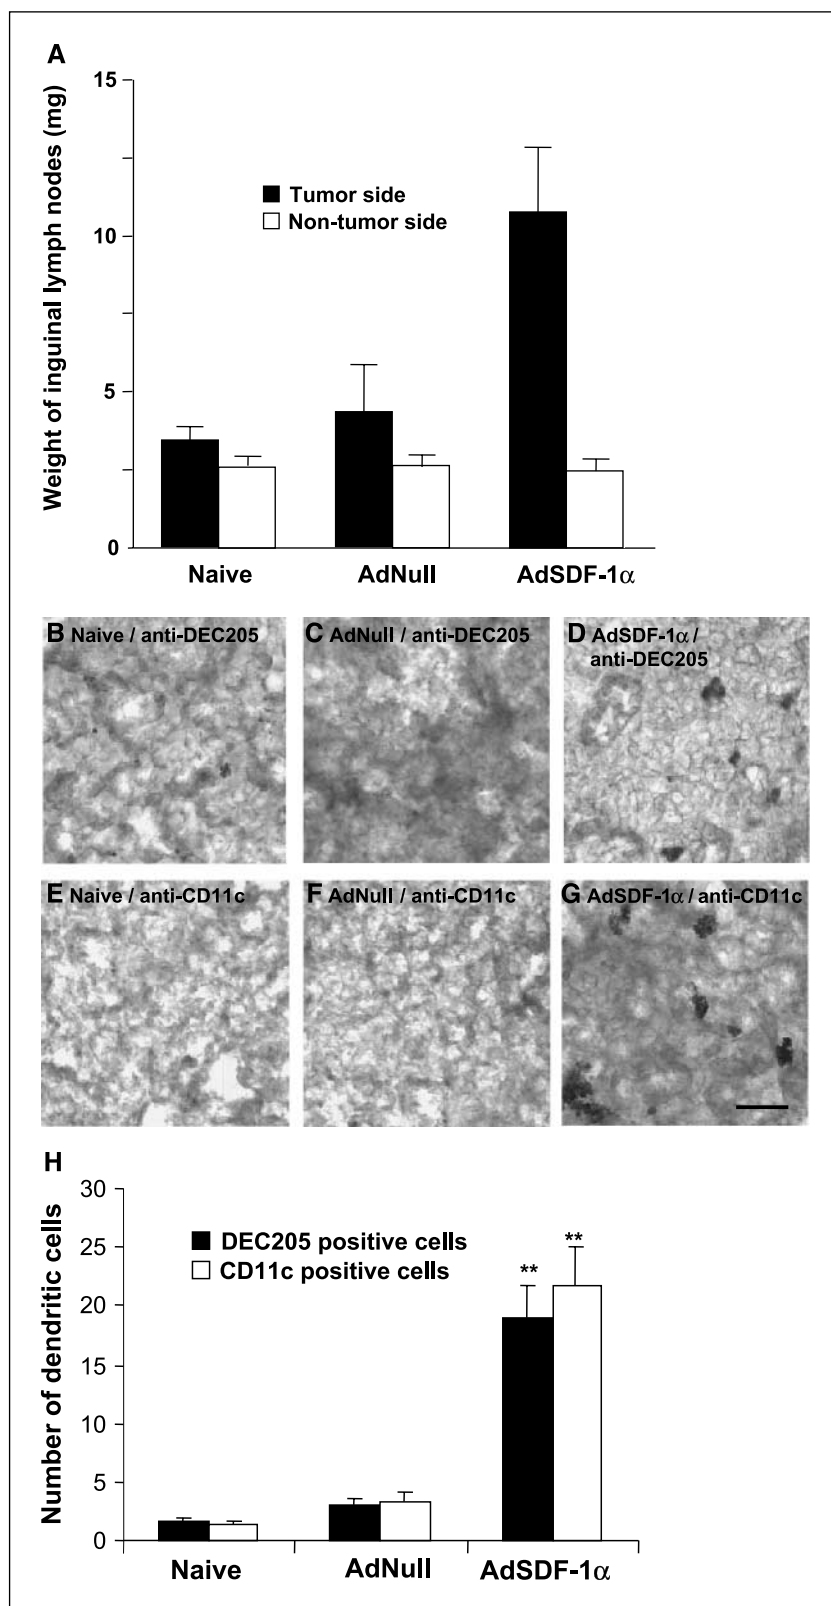 A
Weight of inguinal lymph nodes (mg)
15
10
5
0
Tumor side
Non-tumor side
Naive
AdNull
AdSDF-1α
B Naive / anti-DEC205
C AdNull / anti-DEC205
D AdSDF-1α /
anti-DEC205
E Naive / anti-CD11c
F AdNull / anti-CD11c
G AdSDF-1α / anti-CD11c
H
Number of dendritic cells
30
25
20
15
10
5
0
DEC205 positive cells
CD11c positive cells
**
**
Naive
AdNull
AdSDF-1α